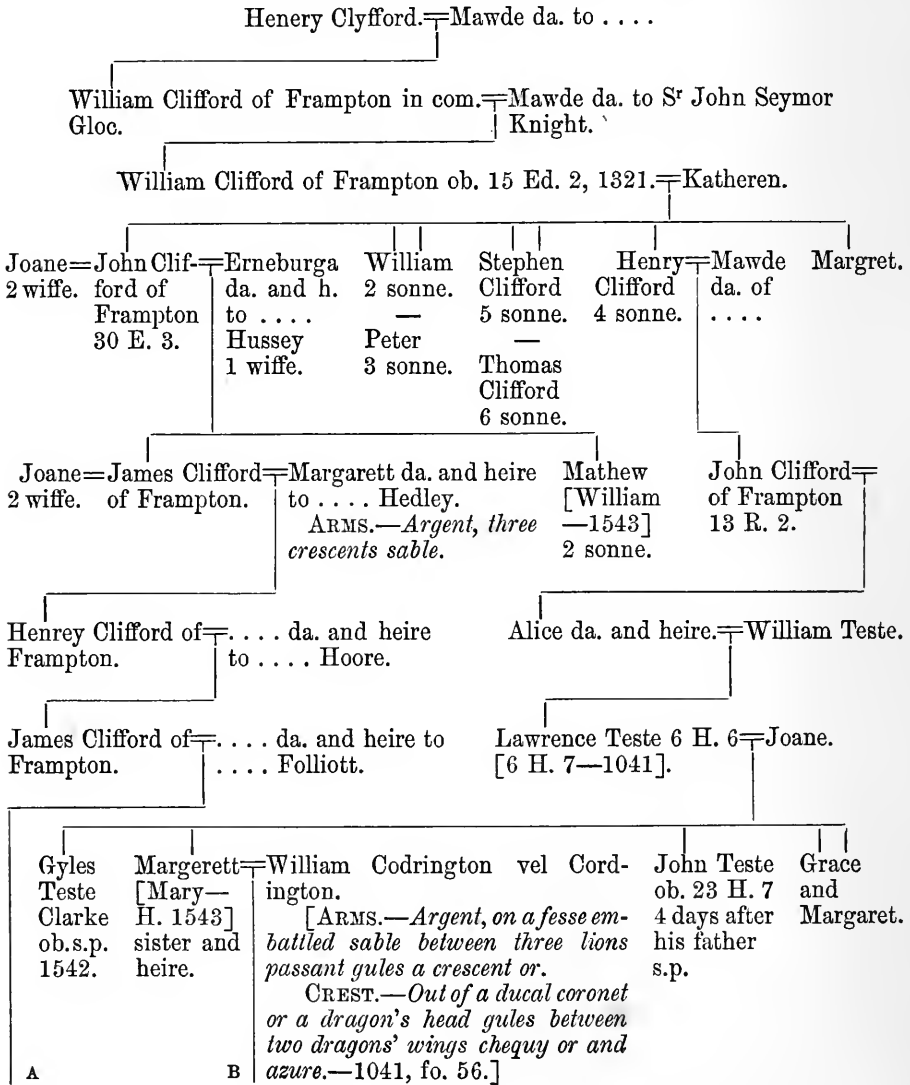 Henery Clyfford.=Mawde da. to . . . .
William Clifford of Frampton in com.=Mawde da. to Sr John Seymor
Gloc. Knight.
William Clifford of Frampton ob. 15 Ed. 2, 1321.=Katheren.
Joane=John Clif-=Erneburga William Stephen Henry=Mawde Margret.
2 wiffe. ford of da. and h. 2 sonne. Clifford Clifford da. of
Frampton to . . . . — 5 sonne. 4 sonne. . . . .
30 E. 3. Hussey Peter —
1 wiffe. 3 sonne. Thomas
Clifford
6 sonne.
Joane=James Clifford=Margarett da. and heire Mathew John Clifford=
2 wiffe. of Frampton. to . . . . Hedley. [William of Frampton
ARMS.—Argent, three —1543] 13 R. 2.
crescents sable. 2 sonne.
Henrey Clifford of=. . . . da. and heire Alice da. and heire.=William Teste.
Frampton. to . . . . Hoore.
James Clifford of=. . . . da. and heire to Lawrence Teste 6 H. 6=Joane.
Frampton. . . . . Folliott. [6 H. 7—1041].
Gyles Margerett=William Codrington vel Cord- John Teste Grace
Teste [Mary— ington. ob. 23 H. 7 and
Clarke H. 1543] [ARMS.—Argent, on a fesse em- 4 days after Margaret.
ob.s.p. sister and battled sable between three lions his father
1542. heire. passant gules a crescent or. s.p.
CREST.—Out of a ducal coronet
or a dragon's head gules between
two dragons' wings chequy or and
A B azure.—1041, fo. 56.]